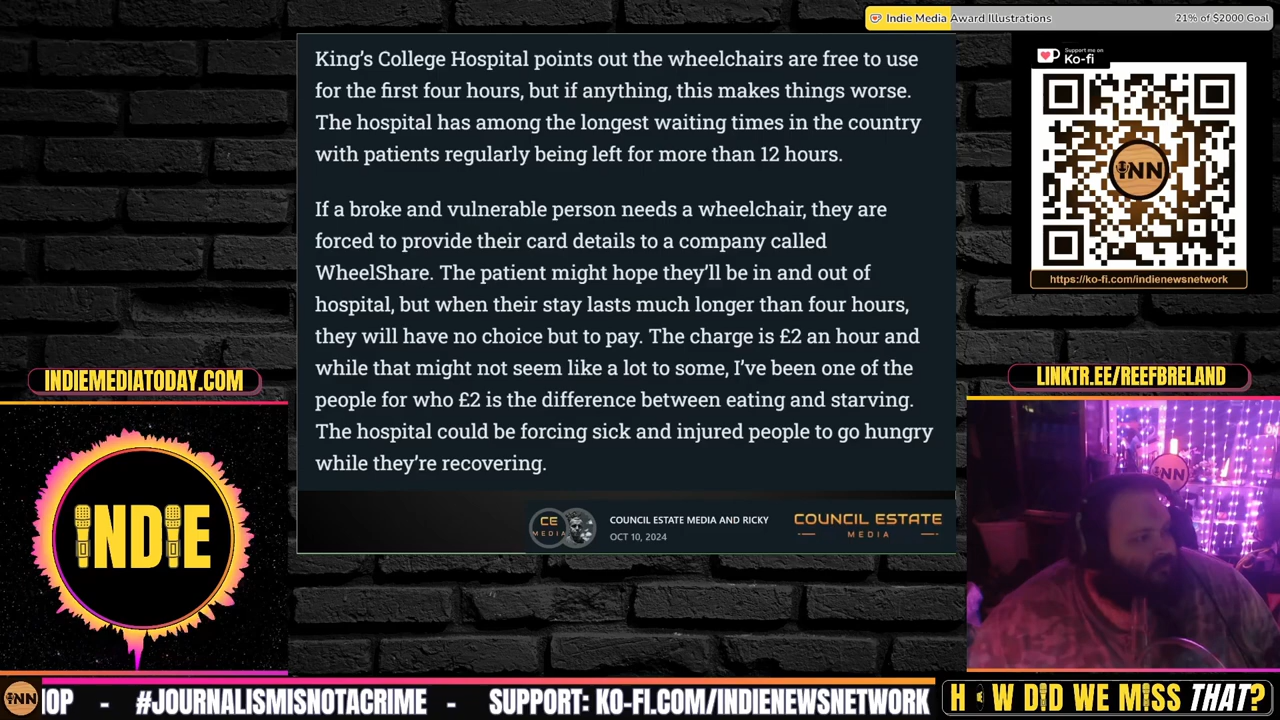 Indie Media Award Illustrations
21% of $2000 Goal
King's College Hospital points out the wheelchairs are free to use
for the first four hours, but if anything, this makes things worse.
The hospital has among the longest waiting times in the country
with patients regularly being left for more than 12 hours.
If a broke and vulnerable person needs a wheelchair, they are
forced to provide their card details to a company called
WheelShare. The patient might hope they'll be in and out of
hospital, but when their stay lasts much longer than four hours,
they will have no choice but to pay. The charge is £2 an hour and
while that might not seem like a lot to some, I've been one of the
people for who £2 is the difference between eating and starving.
The hospital could be forcing sick and injured people to go hungry
while they're recovering.
CE
MEDIA
COUNCIL ESTATE MEDIA AND RICKY
OCT 10, 2024
COUNCIL ESTATE
MEDIA
Support me on
Ko-fi
INN
https://ko-fi.com/indienewsnetwork
INDIEMEDIATODAY.COM
LINKTR.EE/REEFBRELAND
INDIE
INN
INN
OP - #JOURNALISMISNOTACRIME - SUPPORT: KO-FI.COM/INDIENEWSNETWORK
HOW DID WE MISS THAT?